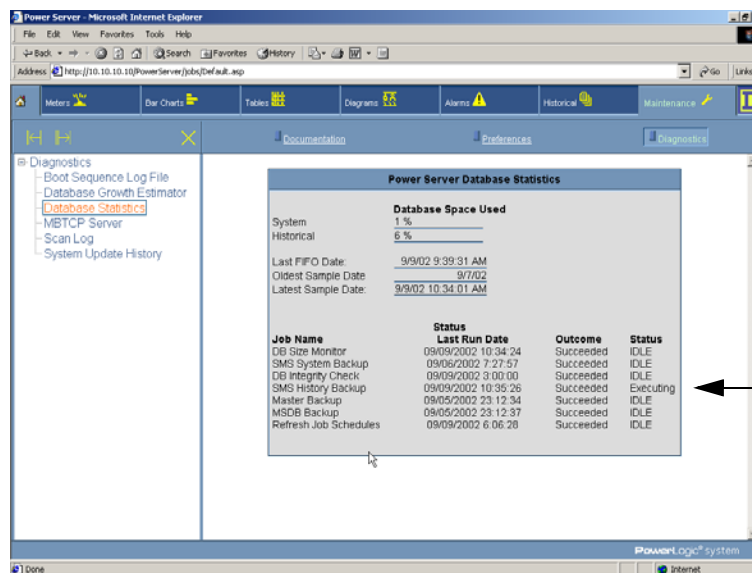 Power Server - Microsoft Internet Explorer
File Edit View Favorites Tools Help
Back Search Favorites History
Address http://10.10.10.10/PowerServer/jobs/Default.asp Go Links
Meters Bar Charts Tables Diagrams Alarms Historical Maintenance
Documentation Preferences Diagnostics
Diagnostics
Boot Sequence Log File
Database Growth Estimator
Database Statistics
MBTCP Server
Scan Log
System Update History
Power Server Database Statistics
Database Space Used
System 1 %
Historical 6 %
Last FIFO Date: 9/9/02 9:39:31 AM
Oldest Sample Date 9/7/02
Latest Sample Date: 9/9/02 10:34:01 AM
Status
Job Name Last Run Date Outcome Status
DB Size Monitor 09/09/2002 10:34:24 Succeeded IDLE
SMS System Backup 09/06/2002 7:27:57 Succeeded IDLE
DB Integrity Check 09/09/2002 3:00:00 Succeeded IDLE
SMS History Backup 09/09/2002 10:35:26 Succeeded Executing
Master Backup 09/05/2002 23:12:34 Succeeded IDLE
MSDB Backup 09/05/2002 23:12:37 Succeeded IDLE
Refresh Job Schedules 09/09/2002 6:06:28 Succeeded IDLE
PowerLogic® system
Done Internet